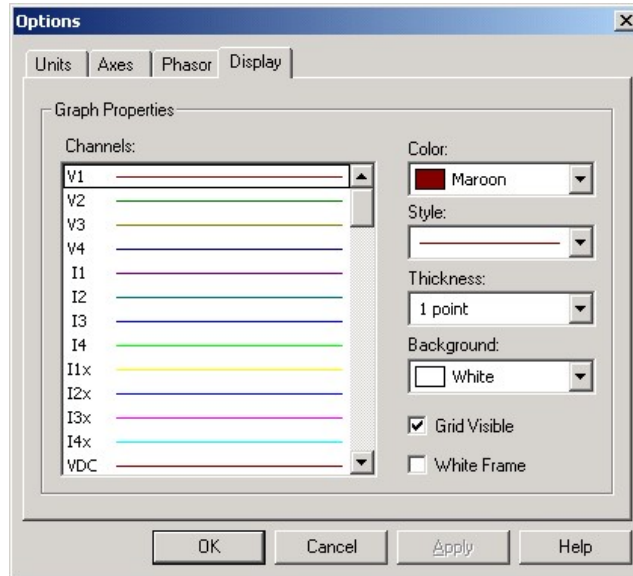 Options
Units Axes Phasor Display
Graph Properties
Channels:
V1
V2
V3
V4
I1
I2
I3
I4
I1x
I2x
I3x
I4x
VDC
Color:
Maroon
Style:
Thickness:
1 point
Background:
White
Grid Visible
White Frame
OK Cancel Apply Help